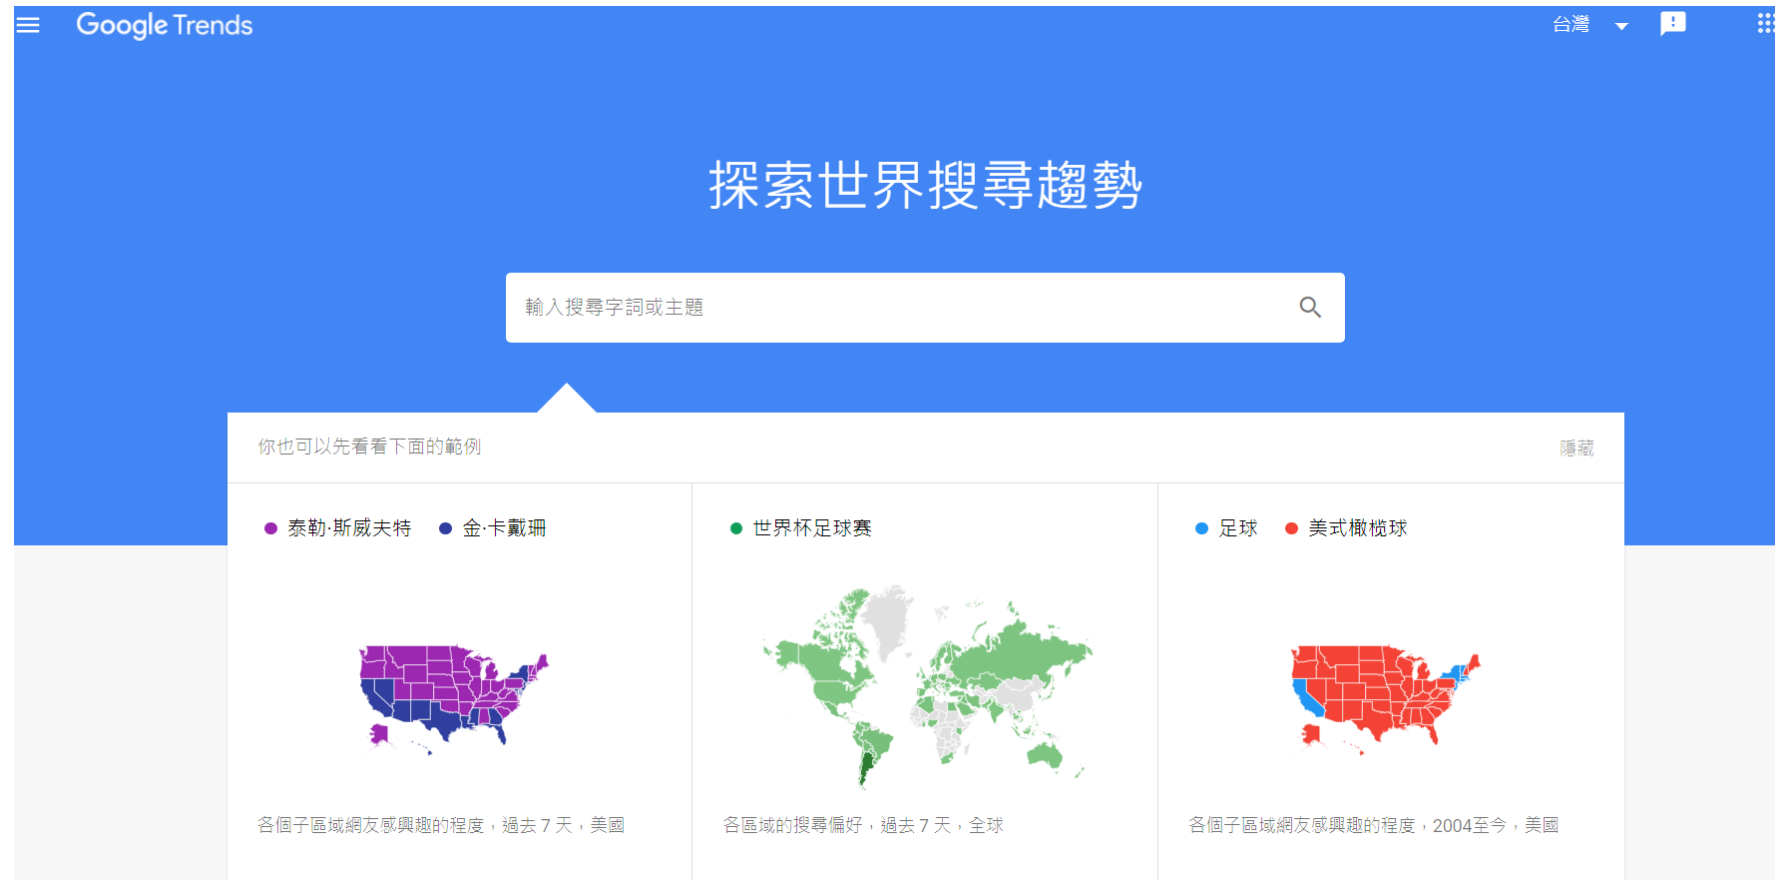 Google Trends
台灣
探索世界搜尋趨勢
輸入搜尋字詞或主題
你也可以先看看下面的範例
隱藏
泰勒·斯威夫特 金·卡戴珊
世界杯足球赛
足球 美式橄榄球
各個子區域網友感興趣的程度，過去 7 天，美國
各區域的搜尋偏好，過去 7 天，全球
各個子區域網友感興趣的程度，2004至今，美國